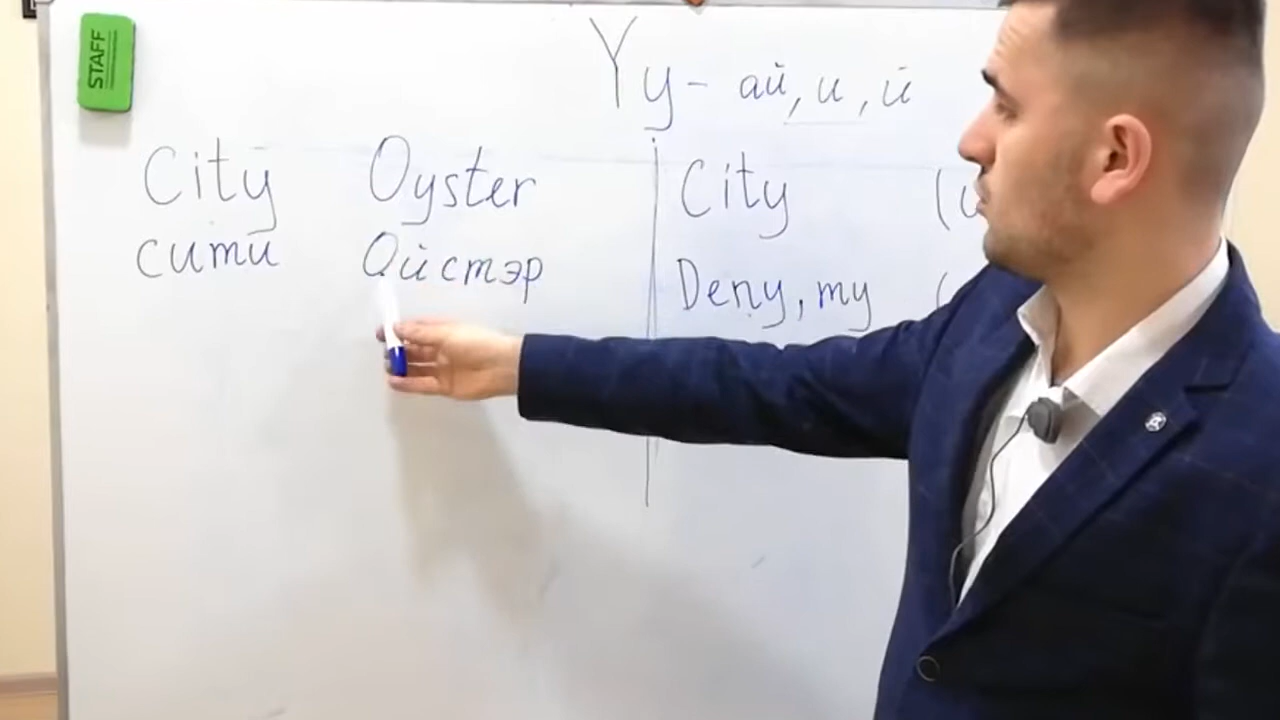 STAFF
Yy - ай, и, й
City Oyster
сити Ойстэр
City (и
Deny, my (